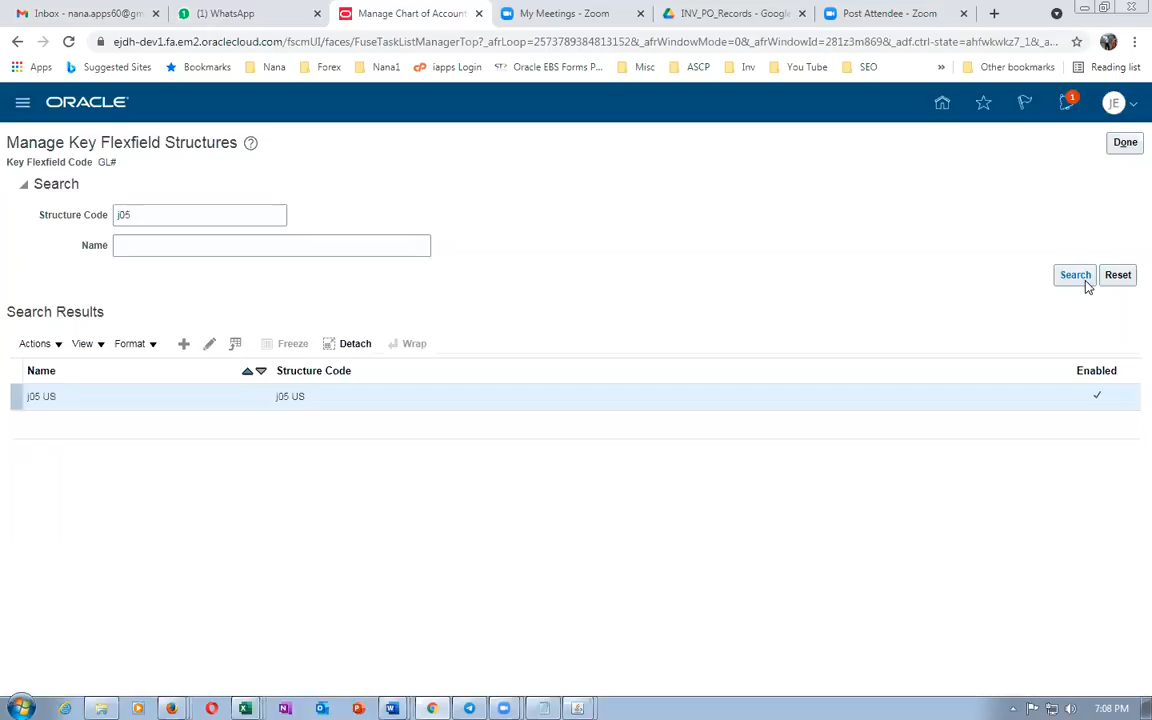 Inbox - nana.apps60@gm
(1) WhatsApp
Manage Chart of Account
My Meetings - Zoom
INV_PO_Records - Google
Post Attendee - Zoom
ejdh-dev1.fa.em2.oraclecloud.com/fscmUI/faces/FuseTaskListManagerTop?_afrLoop=2573789384813152&_afrWindowMode=0&_afrWindowId=281z3m869&_adf.ctrl-state=ahfwkwkz7_1&_a...
Apps
Suggested Sites
Bookmarks
Nana
Forex
Nana1
iapps Login
Oracle EBS Forms P...
Misc
ASCP
Inv
You Tube
SEO
»
Other bookmarks
Reading list
ORACLE
1
JE
Manage Key Flexfield Structures
Done
Key Flexfield Code GL#
Search
Structure Code j05
Name
Search Reset
Search Results
Actions View Format Freeze Detach Wrap
Name Structure Code Enabled
j05 US j05 US
7:08 PM